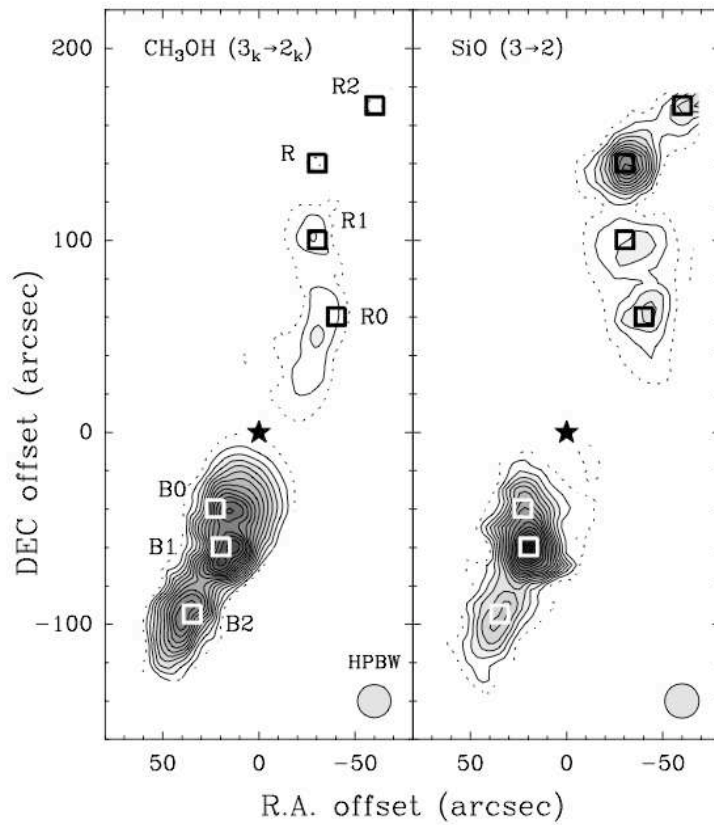 CH₃OH (3ₖ→2ₖ)
SiO (3→2)
200
R2
R
R1
100
R0
0
B0
B1
B2
-100
HPBW
50 0 -50 50 0 -50
R.A. offset (arcsec)
DEC offset (arcsec)